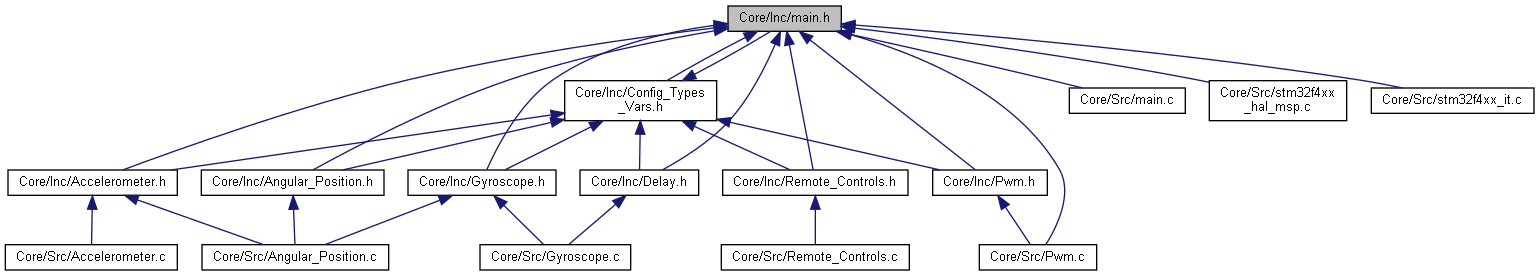 Core/Inc/main.h
Core/Inc/Config_Types
_Vars.h
Core/Src/main.c
Core/Src/stm32f4xx
_hal_msp.c
Core/Src/stm32f4xx_it.c
Core/Inc/Accelerometer.h
Core/Inc/Angular_Position.h
Core/Inc/Gyroscope.h
Core/Inc/Delay.h
Core/Inc/Remote_Controls.h
Core/Inc/Pwm.h
Core/Src/Accelerometer.c
Core/Src/Angular_Position.c
Core/Src/Gyroscope.c
Core/Src/Remote_Controls.c
Core/Src/Pwm.c